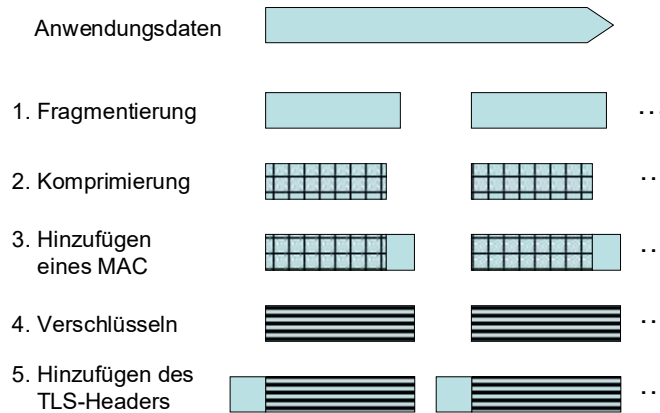 Anwendungsdaten
1. Fragmentierung
...
2. Komprimierung
..
3. Hinzufügen
eines MAC
..
4. Verschlüsseln
..
5. Hinzufügen des
TLS-Headers
..